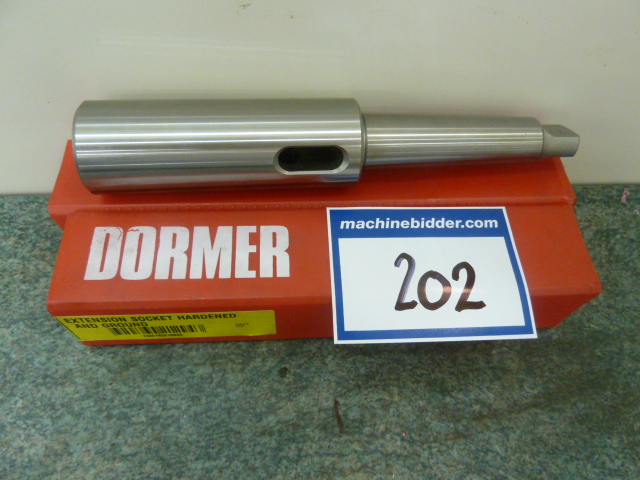 DORMER
machinebidder.com
202
EXTENSION SOCKET HARDENED
AND GROUND